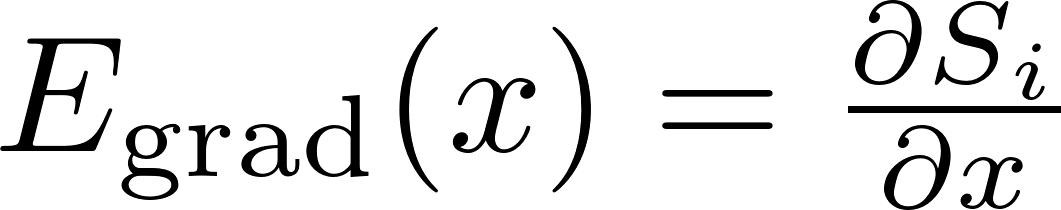 E_grad(x) = ∂S_i/∂x